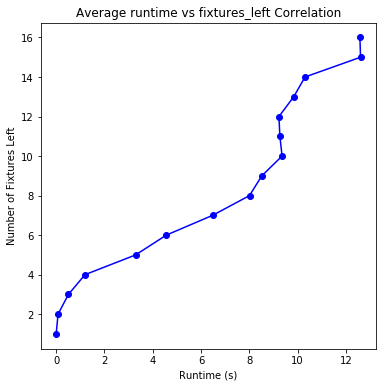 Average runtime vs fixtures_left Correlation
16
14
12
10
8
6
4
2
Number of Fixtures Left
0 2 4 6 8 10 12
Runtime (s)